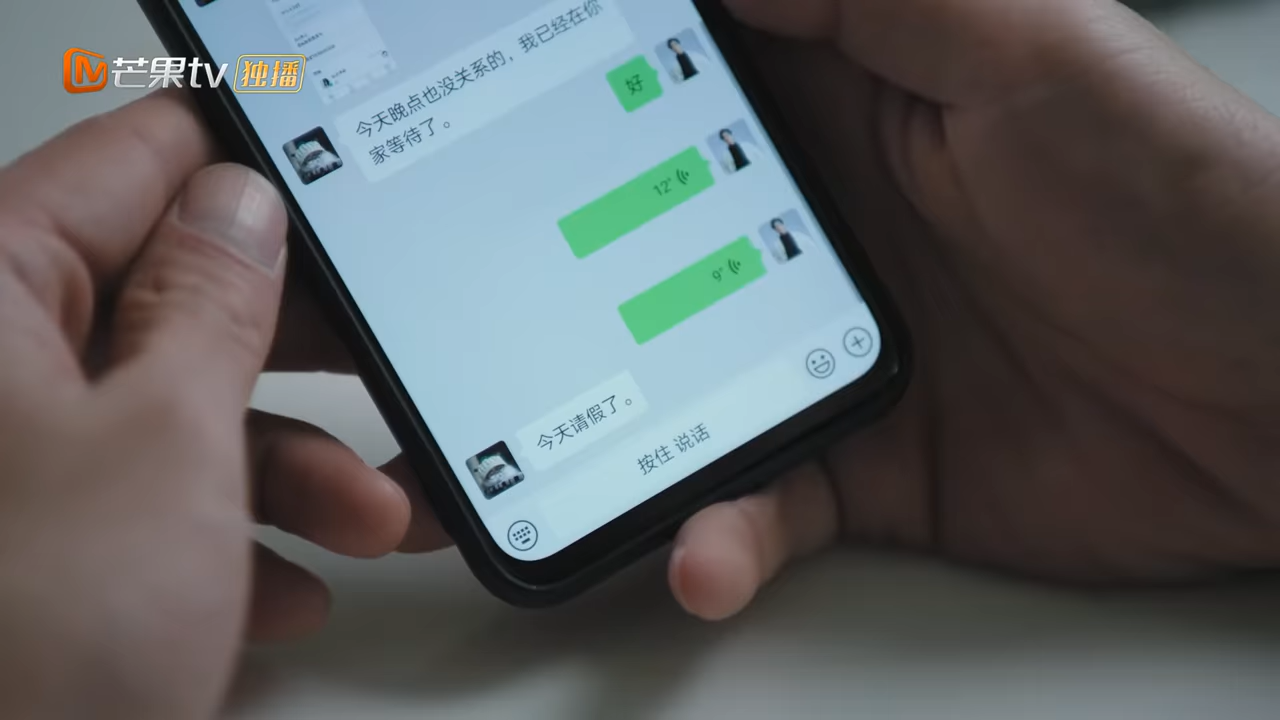 芒果tv 独播
今天晚点也没关系的，我已经在你
家等待了。
好
12"
9"
今天请假了。
按住 说话